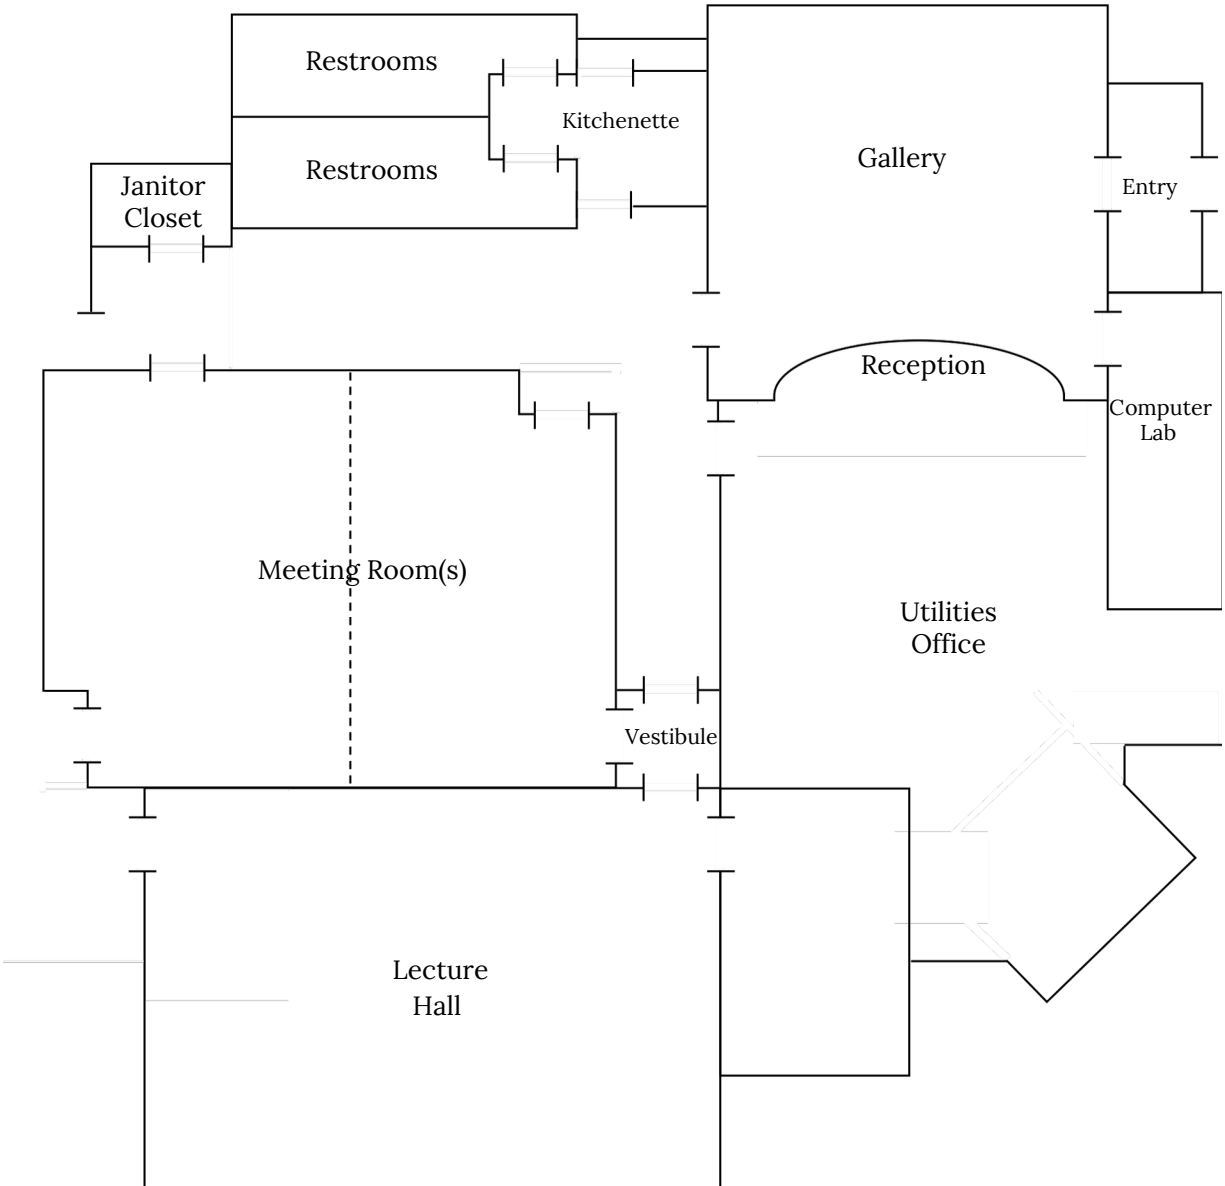 Restrooms
Kitchenette
Gallery
Restrooms
Janitor
Closet
Entry
Reception
Computer
Lab
Meeting Room(s)
Utilities
Office
Vestibule
Lecture
Hall